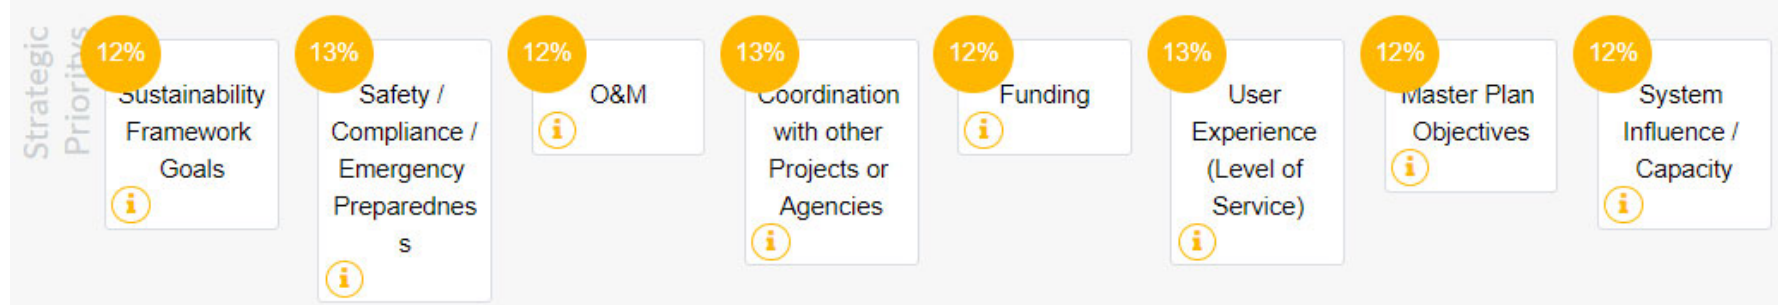 Strategic
Prioritys
12%
Sustainability
Framework
Goals
i
13%
Safety /
Compliance /
Emergency
Preparednes
s
i
12%
O&M
i
13%
Coordination
with other
Projects or
Agencies
i
12%
Funding
i
13%
User
Experience
(Level of
Service)
i
12%
Master Plan
Objectives
i
12%
System
Influence /
Capacity
i